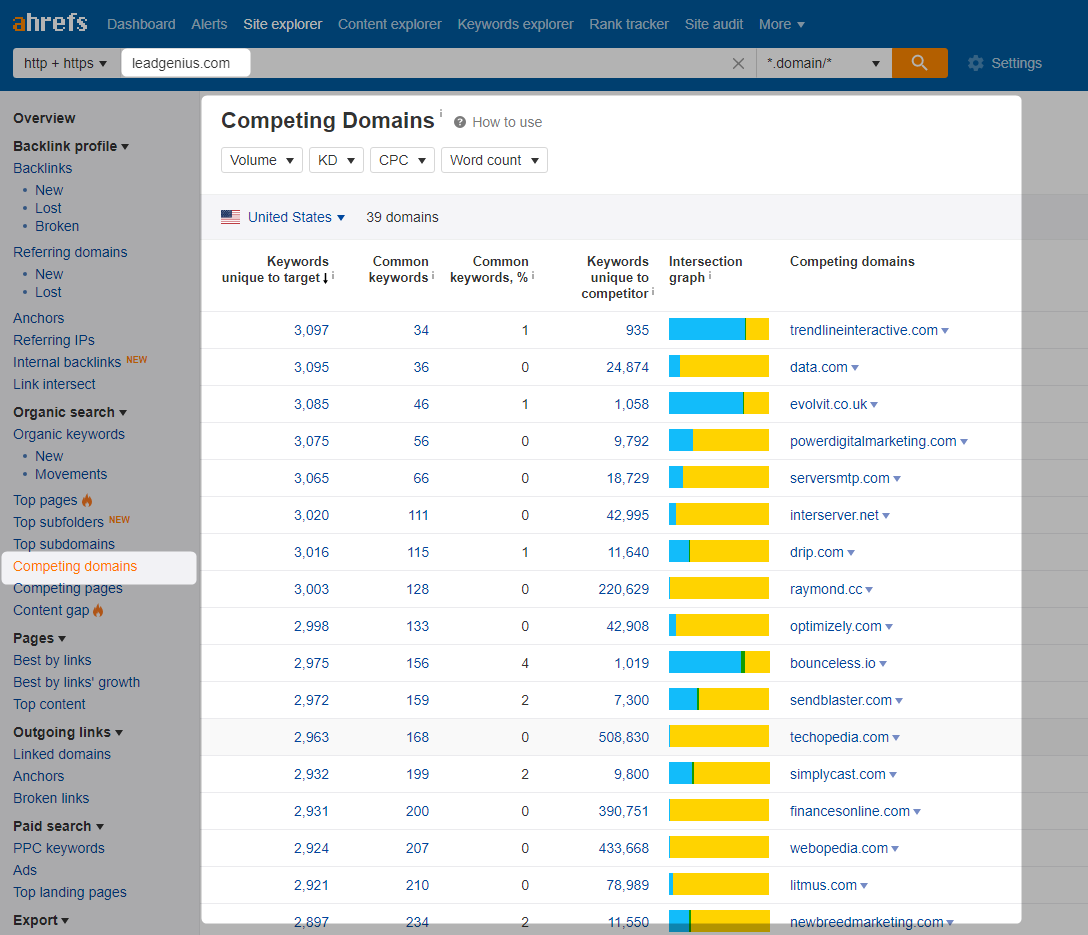 ahrefs Dashboard Alerts Site explorer Content explorer Keywords explorer Rank tracker Site audit More
http + https leadgenius.com *.domain/* Settings
Overview
Backlink profile
Backlinks
New
Lost
Broken
Referring domains
New
Lost
Anchors
Referring IPs
Internal backlinks NEW
Link intersect
Organic search
Organic keywords
New
Movements
Top pages
Top subfolders NEW
Top subdomains
Competing domains
Competing pages
Content gap
Pages
Best by links
Best by links' growth
Top content
Outgoing links
Linked domains
Anchors
Broken links
Paid search
PPC keywords
Ads
Top landing pages
Export
Competing Domains i ? How to use
Volume KD CPC Word count
United States 39 domains
Keywords unique to target i Common keywords i Common keywords, % i Keywords unique to competitor i Intersection graph i Competing domains
3,097 34 1 935 trendlineinteractive.com
3,095 36 0 24,874 data.com
3,085 46 1 1,058 evolvit.co.uk
3,075 56 0 9,792 powerdigitalmarketing.com
3,065 66 0 18,729 serversmtp.com
3,020 111 0 42,995 interserver.net
3,016 115 1 11,640 drip.com
3,003 128 0 220,629 raymond.cc
2,998 133 0 42,908 optimizely.com
2,975 156 4 1,019 bounceless.io
2,972 159 2 7,300 sendblaster.com
2,963 168 0 508,830 techopedia.com
2,932 199 2 9,800 simplycast.com
2,931 200 0 390,751 financesonline.com
2,924 207 0 433,668 webopedia.com
2,921 210 0 78,989 litmus.com
2,897 234 2 11,550 newbreedmarketing.com